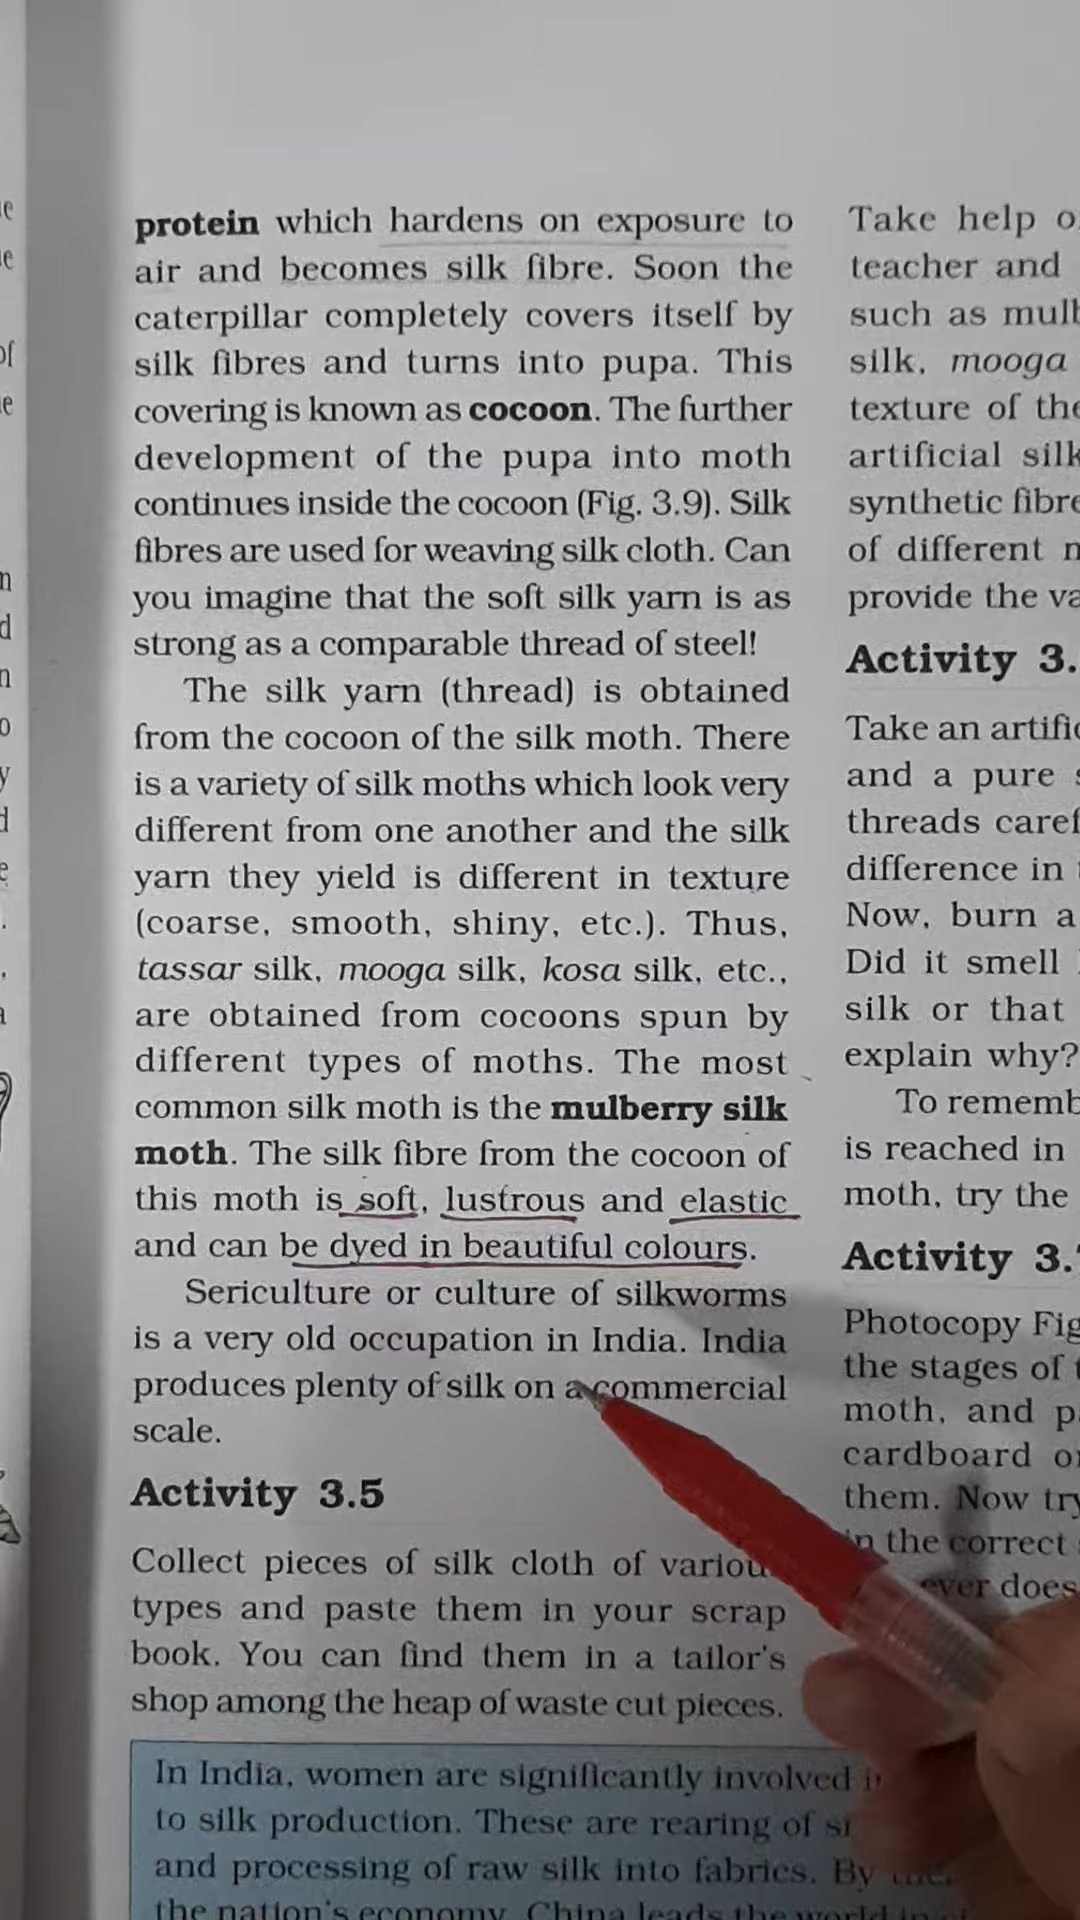 protein which hardens on exposure to
air and becomes silk fibre. Soon the
caterpillar completely covers itself by
silk fibres and turns into pupa. This
covering is known as cocoon. The further
development of the pupa into moth
continues inside the cocoon (Fig. 3.9). Silk
fibres are used for weaving silk cloth. Can
you imagine that the soft silk yarn is as
strong as a comparable thread of steel!
The silk yarn (thread) is obtained
from the cocoon of the silk moth. There
is a variety of silk moths which look very
different from one another and the silk
yarn they yield is different in texture
(coarse, smooth, shiny, etc.). Thus,
tassar silk, mooga silk, kosa silk, etc.,
are obtained from cocoons spun by
different types of moths. The most
common silk moth is the mulberry silk
moth. The silk fibre from the cocoon of
this moth is soft, lustrous and elastic
and can be dyed in beautiful colours.
Sericulture or culture of silkworms
is a very old occupation in India. India
produces plenty of silk on a commercial
scale.
Activity 3.5
Collect pieces of silk cloth of
types and paste them in your scrap
book. You can find them in a tailor's
shop among the heap of waste cut pieces.
In India, women are significantly involved
to silk production. These are rearing of
and processing of raw silk into fabrics. By
the nation's economy. China leads the world
Take help
teacher and
such as
silk, mooga
texture of
artificial
synthetic
of different
provide the
Activity 3.
Take an
and a pure
threads
difference in
Now, burn a
Did it smell
silk or that
explain why?
To
is reached in
moth, try the
Activity 3.
Photocopy
the stages of
moth, and
cardboard
them. Now
the correct
does